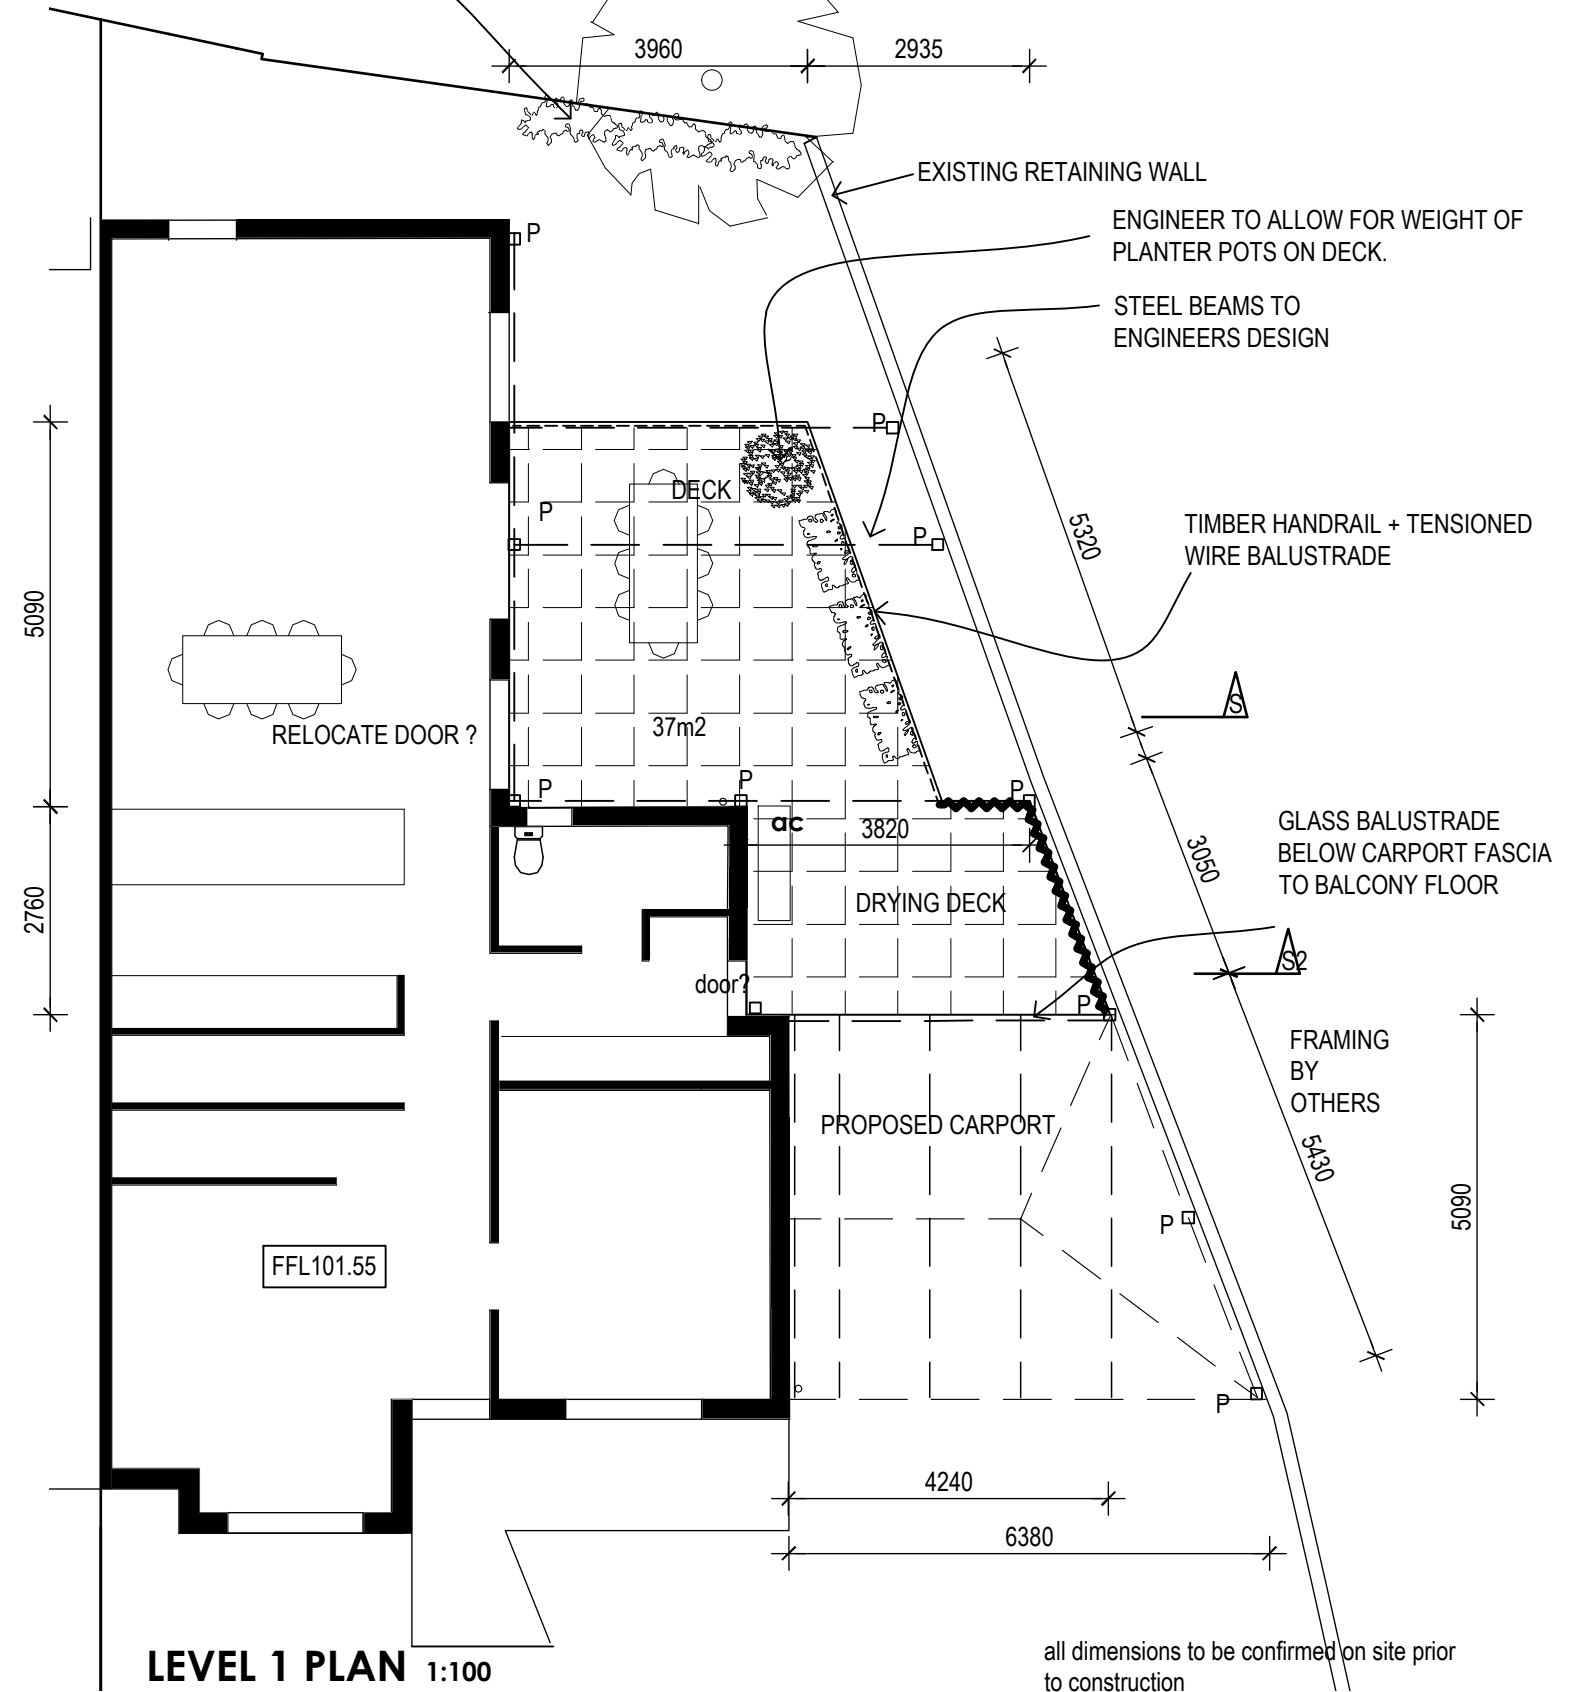 3960
2935
EXISTING RETAINING WALL
P
ENGINEER TO ALLOW FOR WEIGHT OF
PLANTER POTS ON DECK.
STEEL BEAMS TO
ENGINEERS DESIGN
P
DECK
P
P
5320
TIMBER HANDRAIL + TENSIONED
WIRE BALUSTRADE
5090
S
RELOCATE DOOR ?
37m2
P
P
P
ac
3820
3050
GLASS BALUSTRADE
BELOW CARPORT FASCIA
TO BALCONY FLOOR
2760
DRYING DECK
S2
door?
P
FRAMING
BY
OTHERS
PROPOSED CARPORT
5430
5090
P
FFL101.55
P
4240
6380
LEVEL 1 PLAN 1:100
all dimensions to be confirmed on site prior
to construction